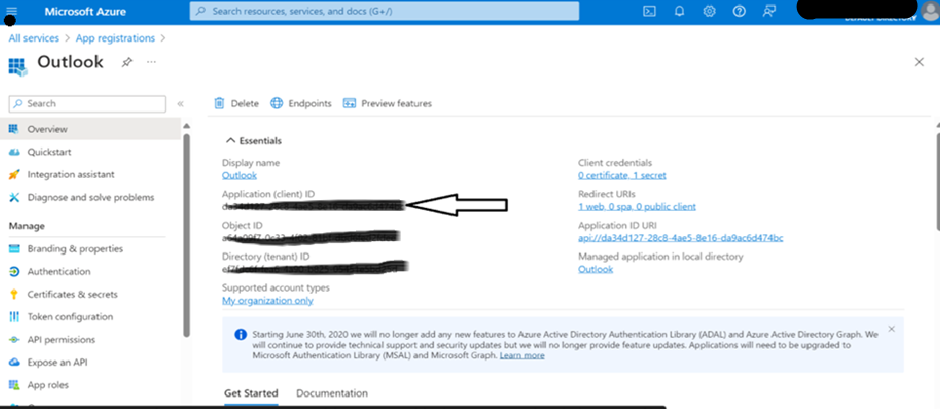 Microsoft Azure
Search resources, services, and docs (G+/)
All services > App registrations >
Outlook
Search
Delete Endpoints Preview features
Overview
Quickstart
Integration assistant
Diagnose and solve problems
Manage
Branding & properties
Authentication
Certificates & secrets
Token configuration
API permissions
Expose an API
App roles
Essentials
Display name
Outlook
Application (client) ID
Object ID
Directory (tenant) ID
Supported account types
My organization only
Client credentials
0 certificate, 1 secret
Redirect URIs
1 web, 0 spa, 0 public client
Application ID URI
api://da34d127-28c8-4ae5-8e16-da9ac6d474bc
Managed application in local directory
Outlook
Starting June 30th, 2020 we will no longer add any new features to Azure Active Directory Authentication Library (ADAL) and Azure Active Directory Graph. We
will continue to provide technical support and security updates but we will no longer provide feature updates. Applications will need to be upgraded to
Microsoft Authentication Library (MSAL) and Microsoft Graph. Learn more
Get Started Documentation